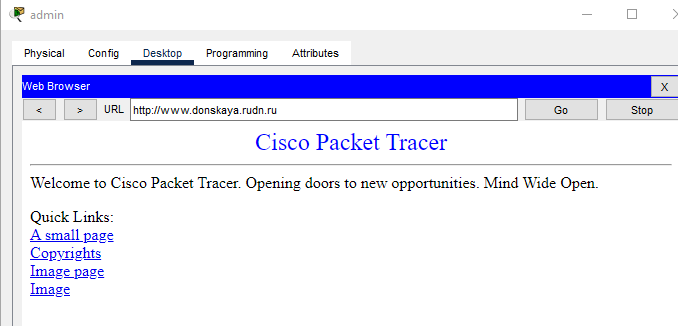 admin
Physical Config Desktop Programming Attributes
Web Browser X
< > URL http://www.donskaya.rudn.ru Go Stop
Cisco Packet Tracer
Welcome to Cisco Packet Tracer. Opening doors to new opportunities. Mind Wide Open.
Quick Links:
A small page
Copyrights
Image page
Image